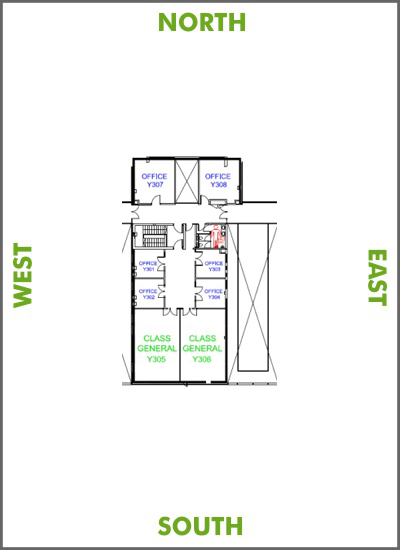 NORTH
OFFICE
Y307
OFFICE
Y308
WEST
EAST
OFFICE
Y301
OFFICE
Y303
OFFICE
Y302
OFFICE
Y304
CLASS
GENERAL
Y305
CLASS
GENERAL
Y306
SOUTH